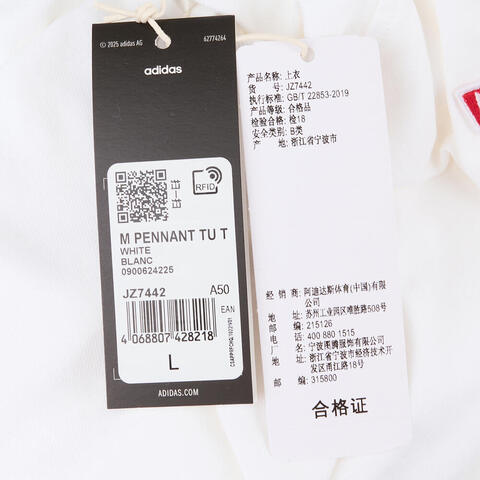 © 2025 adidas AG
62774264
adidas
RFID
M PENNANT TU T
WHITE
BLANC
0900624225
JZ7442
A50
EAN
4 068807 428218
L
ADIDAS.COM
产品名称: 上衣
货 号: JZ7442
执行标准: GB/T 22853-2019
产品等级: 合格品
检验合格: 检18
安全类别: B类
产 地: 浙江省宁波市
经 销 商: 阿迪达斯体育(中国)有限
公司
地 址: 苏州工业园区唯胜路508号
邮 编: 215126
电 话: 400 880 1515
厂 名: 宁波图腾服饰有限公司
地 址: 浙江省宁波市经济技术开
发区甬江路18号
邮 编: 315800
合格证